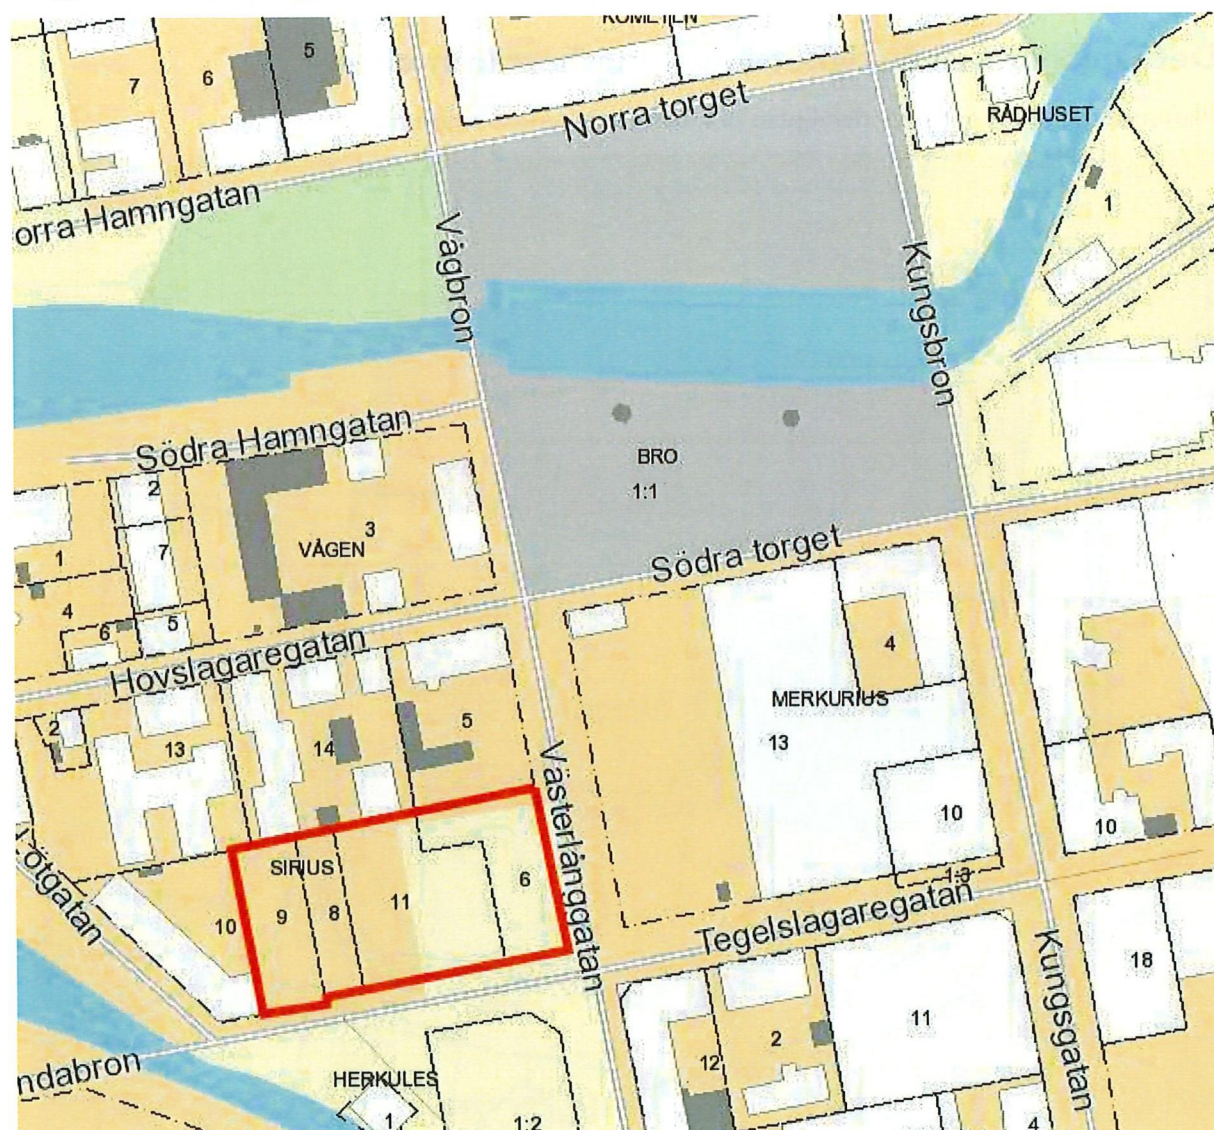 KOMETEN
5
6
7
Norra torget
RÅDHUSET
orra Hamngatan
1
Vågbron
Kungsbron
Södra Hamngatan
BRO
1:1
2
3
1
7
VÅGEN
Södra torget
4
5
6
4
Hovslagaregatan
MERKURIUS
5
2
13
14
13
Västerlånggatan
10
10
SIRIUS
6
1:3
9
8
11
10
Tegelslagaregatan
ötgatan
Kungsgatan
18
11
2
12
ndabron
HERKULES
1
1:2
4